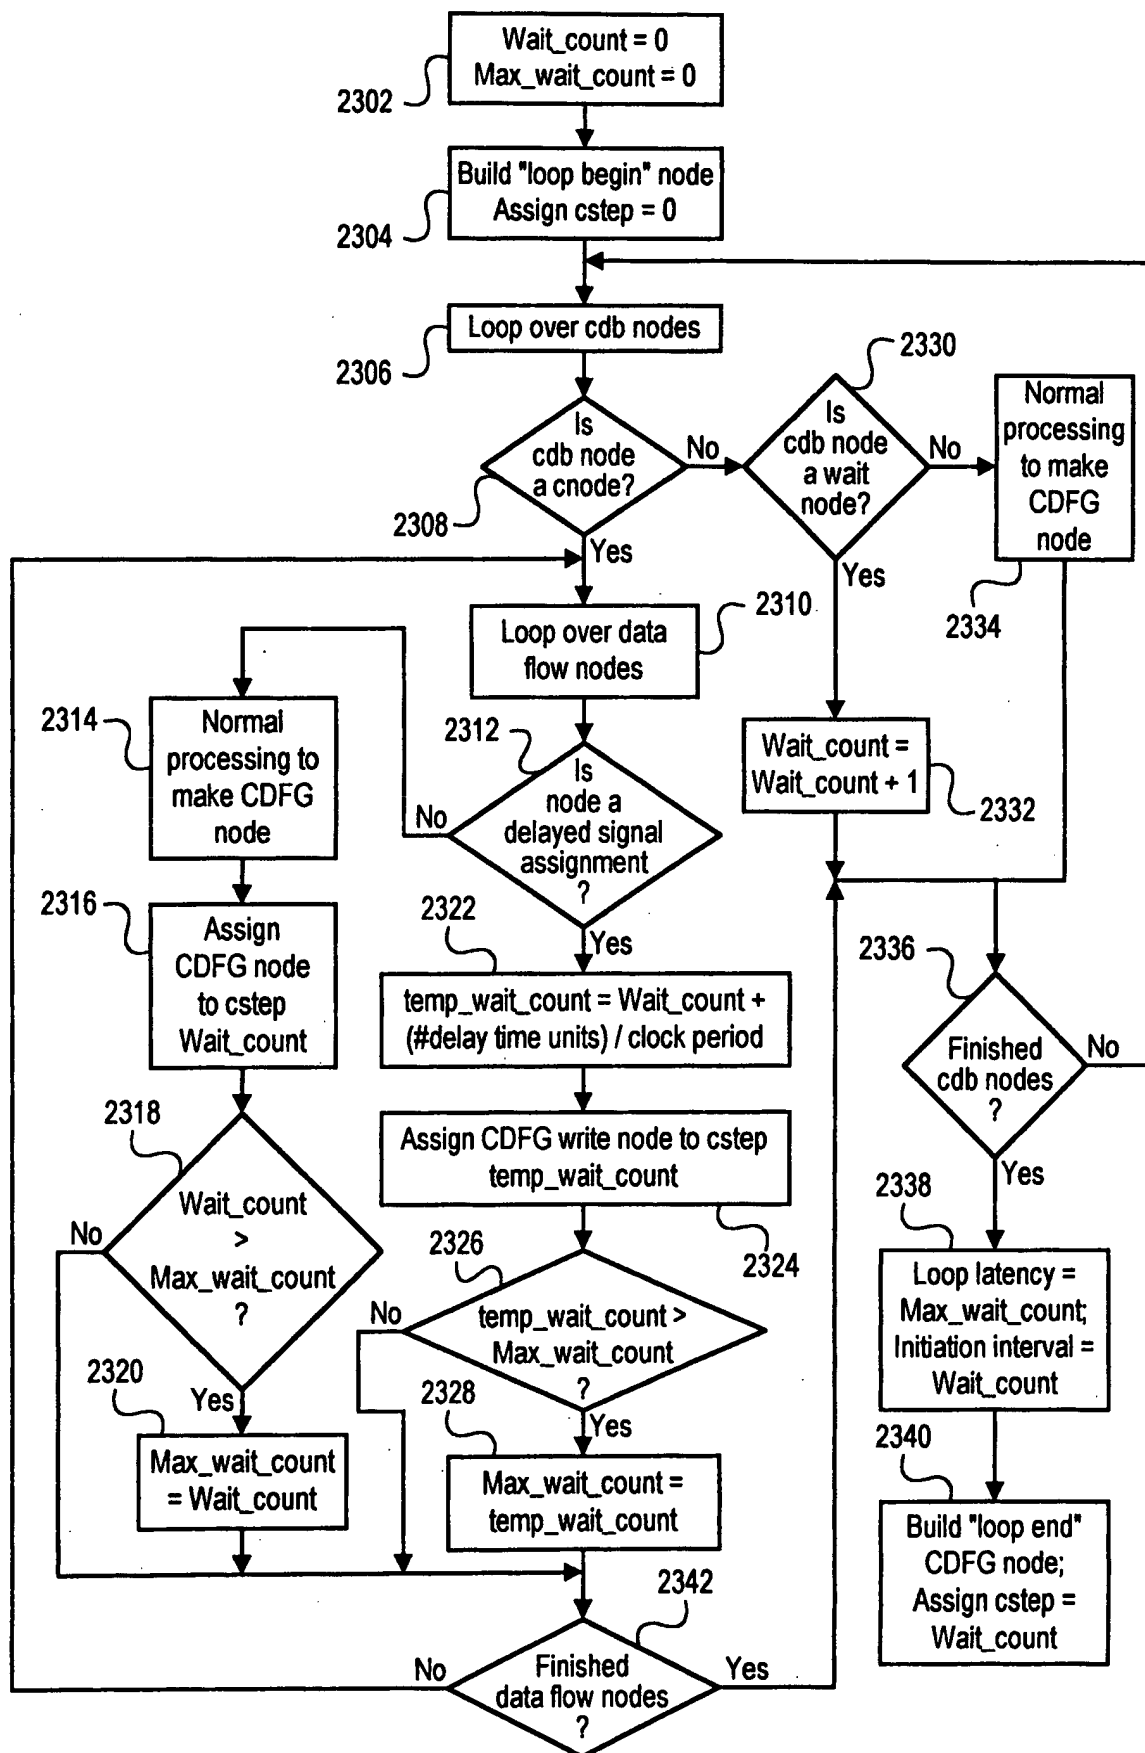 Wait_count = 0
Max_wait_count = 0
2302
Build "loop begin" node
Assign cstep = 0
2304
Loop over cdb nodes
2306
Is
cdb node
a cnode?
2308
No
Yes
2330
Is
cdb node
a wait
node?
No
Yes
Normal
processing
to make
CDFG
node
2334
Loop over data
flow nodes
2310
2312
Is
node a
delayed signal
assignment
?
No
Yes
2314
Normal
processing to
make CDFG
node
Wait_count =
Wait_count + 1
2332
2316
Assign
CDFG node
to cstep
Wait_count
2322
temp_wait_count = Wait_count +
(#delay time units) / clock period
2336
Finished
cdb nodes
?
No
Yes
2318
Wait_count
>
Max_wait_count
?
No
Yes
Assign CDFG write node to cstep
temp_wait_count
2324
2326
temp_wait_count >
Max_wait_count
?
No
Yes
2338
Loop latency =
Max_wait_count;
Initiation interval =
Wait_count
2320
Max_wait_count
= Wait_count
2328
Max_wait_count =
temp_wait_count
2340
Build "loop end"
CDFG node;
Assign cstep =
Wait_count
2342
Finished
data flow nodes
?
No
Yes